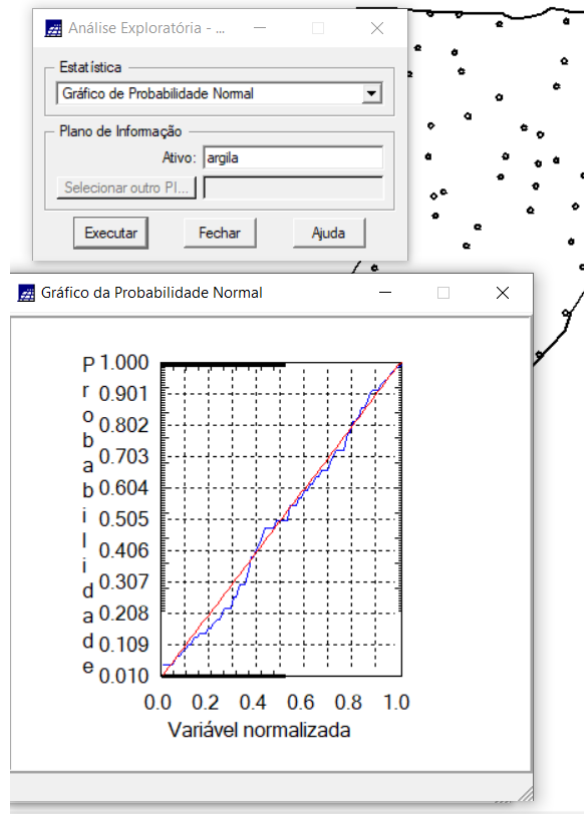 Análise Exploratória - ...
Estatística
Gráfico de Probabilidade Normal
Plano de Informação
Ativo: argila
Selecionar outro PI...
Executar Fechar Ajuda
Gráfico da Probabilidade Normal
Probabilidade
1.000
0.901
0.802
0.703
0.604
0.505
0.406
0.307
0.208
0.109
0.010
0.0 0.2 0.4 0.6 0.8 1.0
Variável normalizada